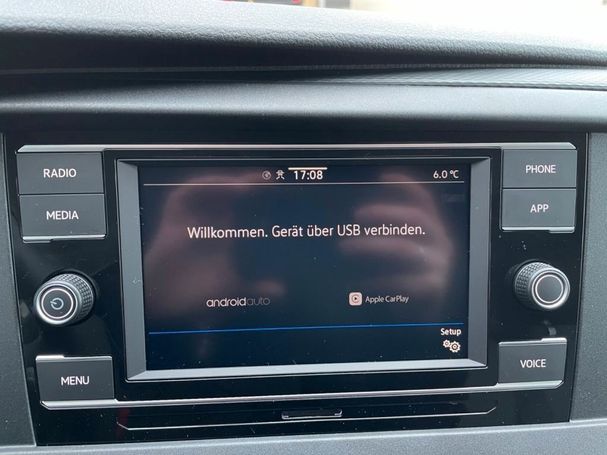 RADIO
MEDIA
MENU
17:08
6.0 °C
Willkommen. Gerät über USB verbinden.
androidauto
Apple CarPlay
Setup
PHONE
APP
VOICE